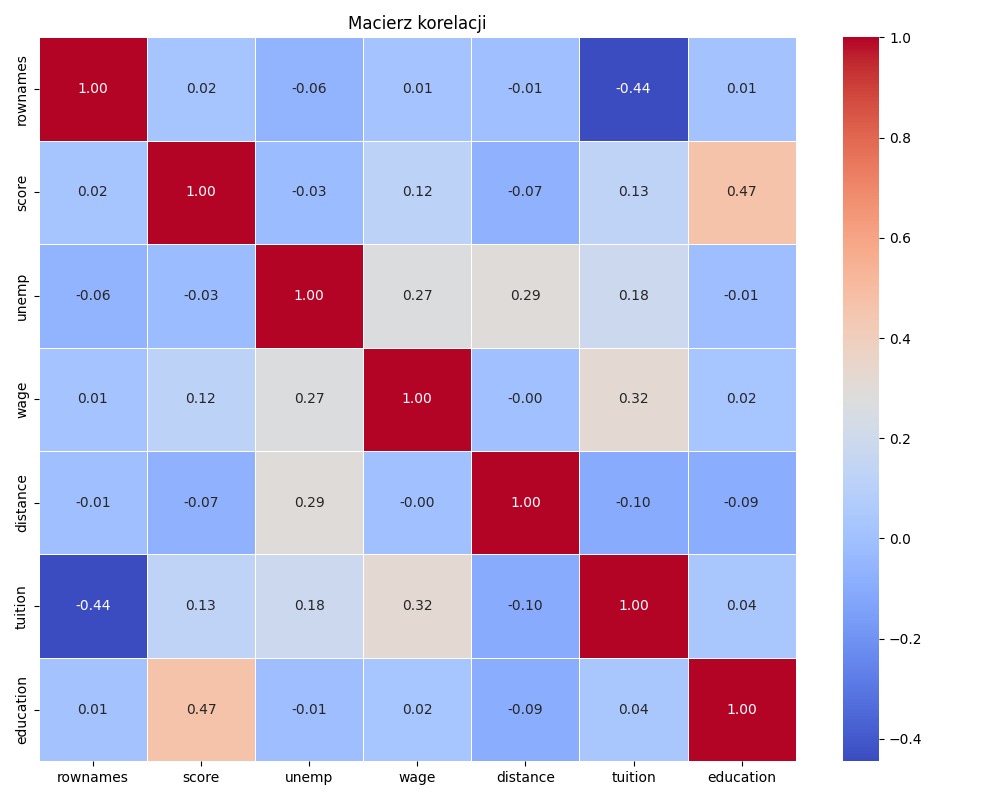 Macierz korelacji
rownames 1.00 0.02 -0.06 0.01 -0.01 -0.44 0.01
score 0.02 1.00 -0.03 0.12 -0.07 0.13 0.47
unemp -0.06 -0.03 1.00 0.27 0.29 0.18 -0.01
wage 0.01 0.12 0.27 1.00 -0.00 0.32 0.02
distance -0.01 -0.07 0.29 -0.00 1.00 -0.10 -0.09
tuition -0.44 0.13 0.18 0.32 -0.10 1.00 0.04
education 0.01 0.47 -0.01 0.02 -0.09 0.04 1.00
rownames score unemp wage distance tuition education
1.0
0.8
0.6
0.4
0.2
0.0
−0.2
−0.4